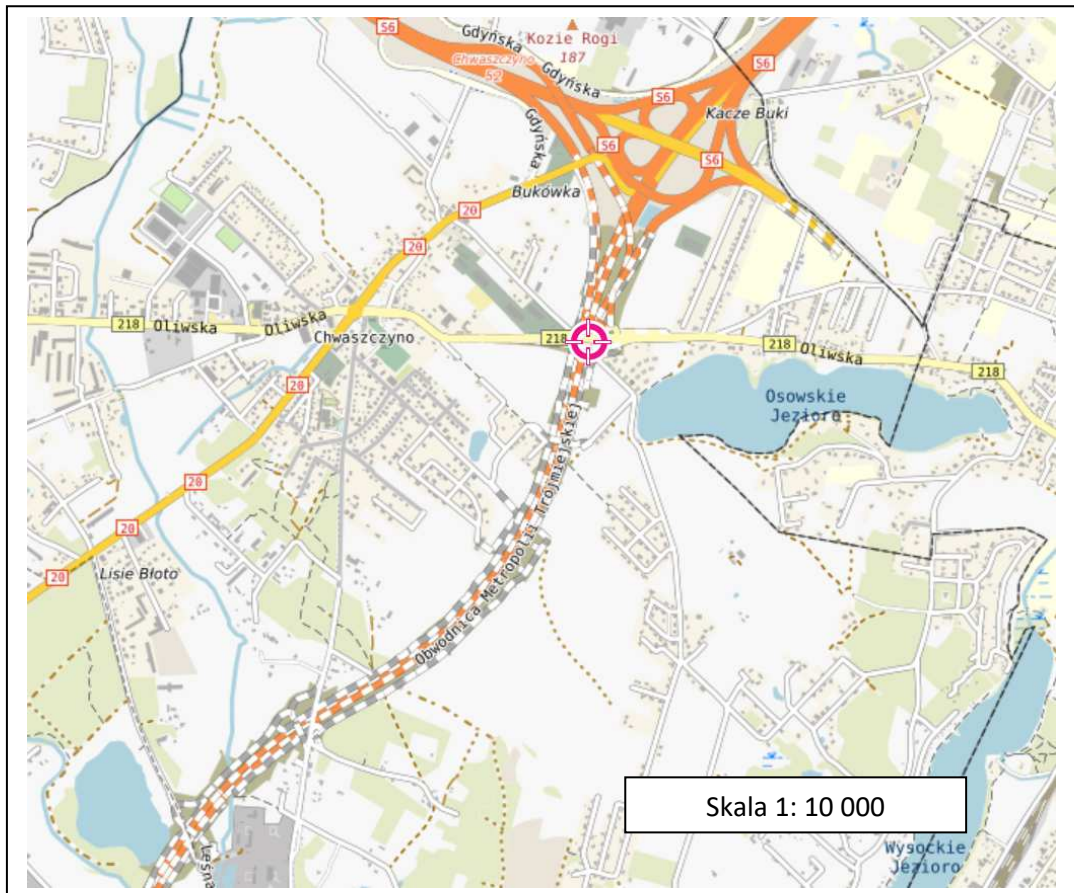 S6
Gdyńska
Kozie Rogi
187
Chwaszczyno
Gdyńska
S6
Kacze Buki
Gdyńska
S6
S6
Bukówka
20
20
218
Oliwska
Oliwska
Chwaszczyno
218
218
Oliwska
218
20
Osowskie
Jezioro
Obwodnica Metropolii Trójmiejskiej
20
20
20
Lisie Błoto
Skala 1: 10 000
Wysockie
Jezioro
Leśna